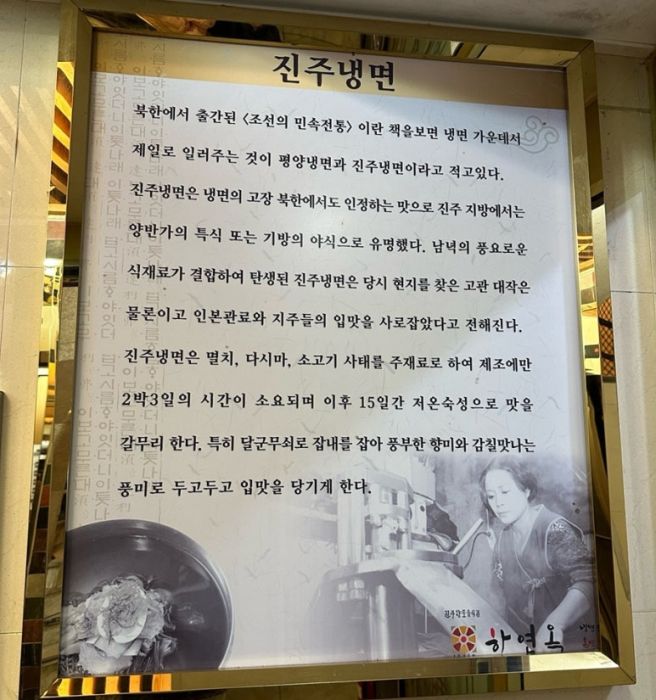 진주냉면
북한에서 출간된 〈조선의 민속전통〉 이란 책을보면 냉면 가운데서
제일로 일러주는 것이 평양냉면과 진주냉면이라고 적고있다.
진주냉면은 냉면의 고장 북한에서도 인정하는 맛으로 진주 지방에서는
양반가의 특식 또는 기방의 야식으로 유명했다. 남녘의 풍요로운
식재료가 결합하여 탄생된 진주냉면은 당시 현지를 찾은 고관 대작은
물론이고 인본관료와 지주들의 입맛을 사로잡았다고 전해진다.
진주냉면은 멸치, 다시마, 소고기 사태를 주재료로 하여 제조에만
2박3일의 시간이 소요되며 이후 15일간 저온숙성으로 맛을
갈무리 한다. 특히 달군무쇠로 잡내를 잡아 풍부한 향미와 감칠맛나는
풍미로 두고두고 입맛을 당기게 한다.
하연옥